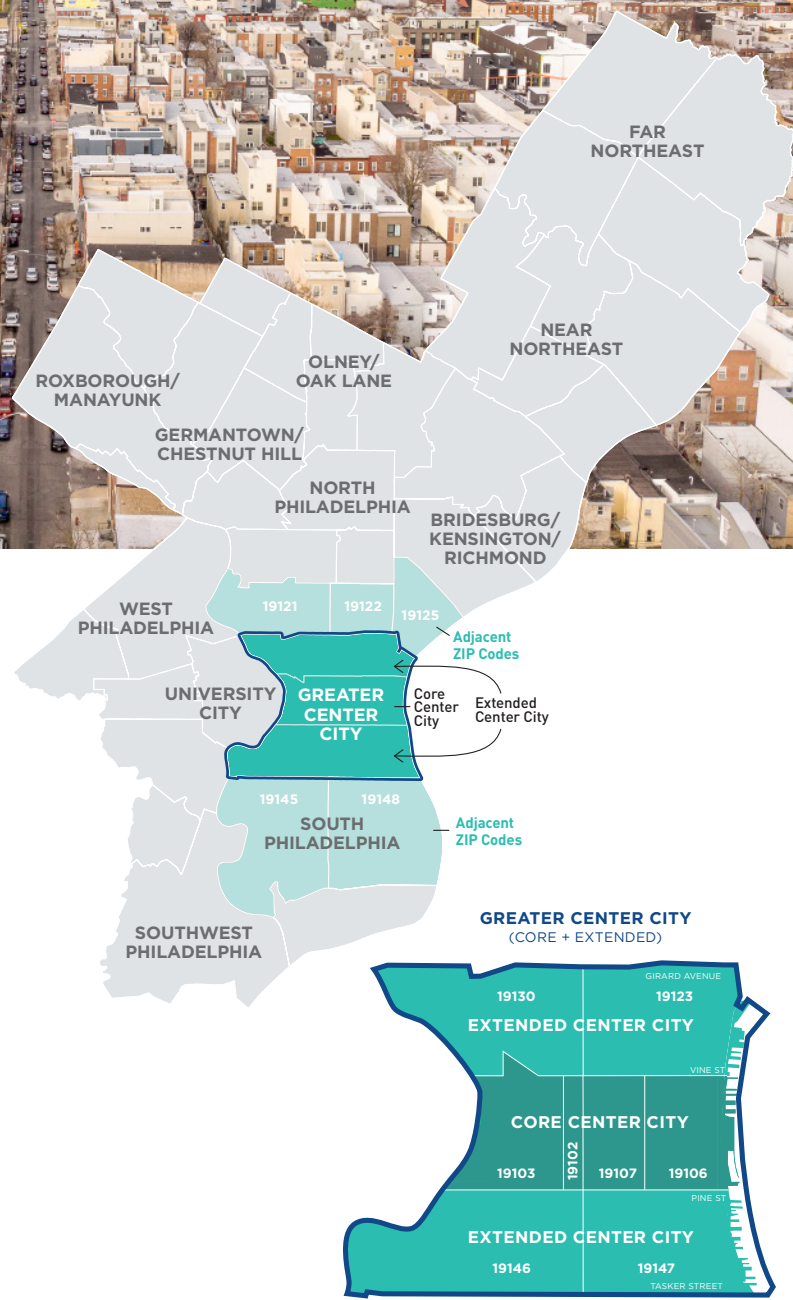 FAR
NORTHEAST
NEAR
NORTHEAST
OLNEY/
OAK LANE
ROXBOROUGH/
MANAYUNK
GERMANTOWN/
CHESTNUT HILL
NORTH
PHILADELPHIA
BRIDESBURG/
KENSINGTON/
RICHMOND
WEST
PHILADELPHIA
19121
19122
19125
Adjacent
ZIP Codes
UNIVERSITY
CITY
GREATER
CENTER
CITY
Core
Center
City
Extended
Center City
19145
19148
SOUTH
PHILADELPHIA
Adjacent
ZIP Codes
SOUTHWEST
PHILADELPHIA
GREATER CENTER CITY
(CORE + EXTENDED)
GIRARD AVENUE
19130
19123
EXTENDED CENTER CITY
VINE ST
CORE CENTER CITY
19103
19102
19107
19106
PINE ST
EXTENDED CENTER CITY
19146
19147
TASKER STREET